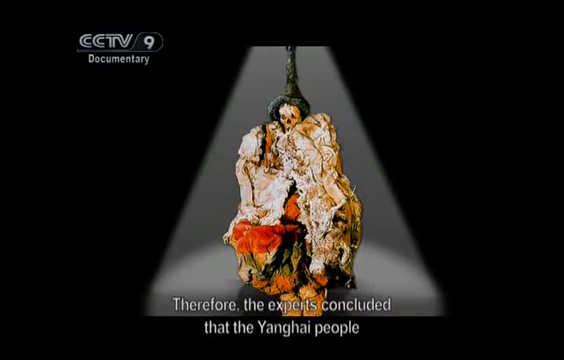 CCTV 9
Documentary
Therefore, the experts concluded
that the Yanghai people